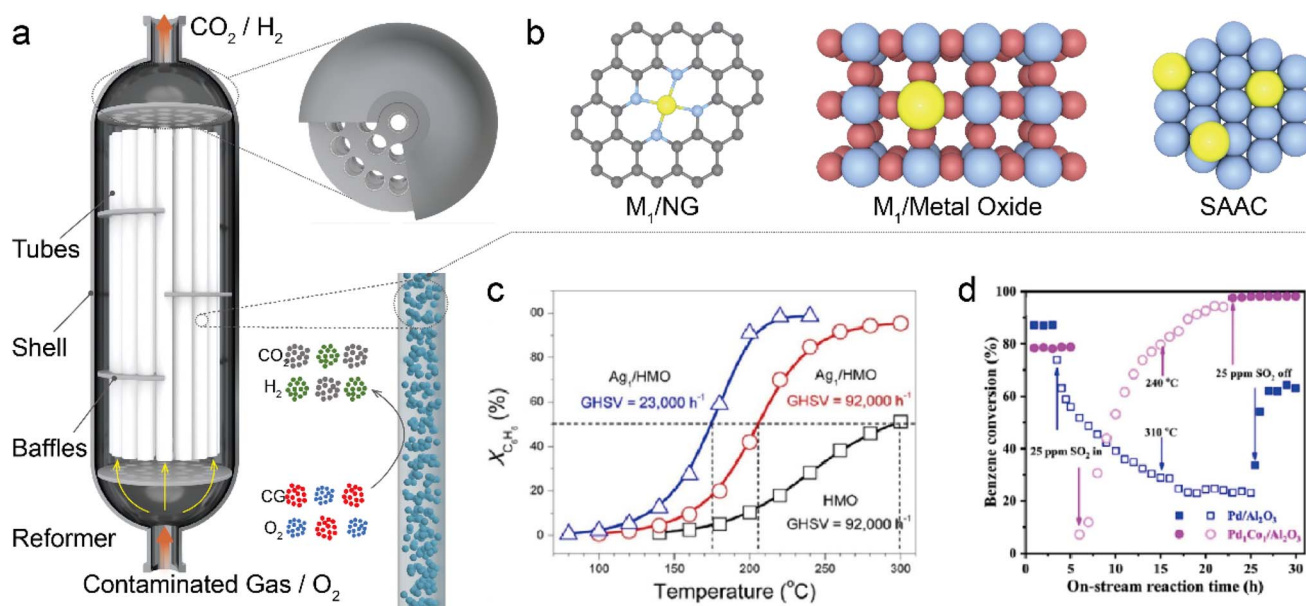 a
CO₂ / H₂
Tubes
Shell
Baffles
Reformer
Contaminated Gas / O₂
CO₂
H₂
CG
O₂
b
M₁/NG
M₁/Metal Oxide
SAAC
c
X C₆H₆ (%)
00
80
60
40
20
0
Ag₁/HMO
GHSV = 23,000 h⁻¹
Ag₁/HMO
GHSV = 92,000 h⁻¹
HMO
GHSV = 92,000 h⁻¹
100
150
200
250
300
Temperature (°C)
d
Benzene conversion (%)
100
80
60
40
20
0
25 ppm SO₂ in
240 °C
310 °C
25 ppm SO₂ off
Pd/Al₂O₃
Pd₁Co₁/Al₂O₃
0
5
10
15
20
25
30
On-stream reaction time (h)